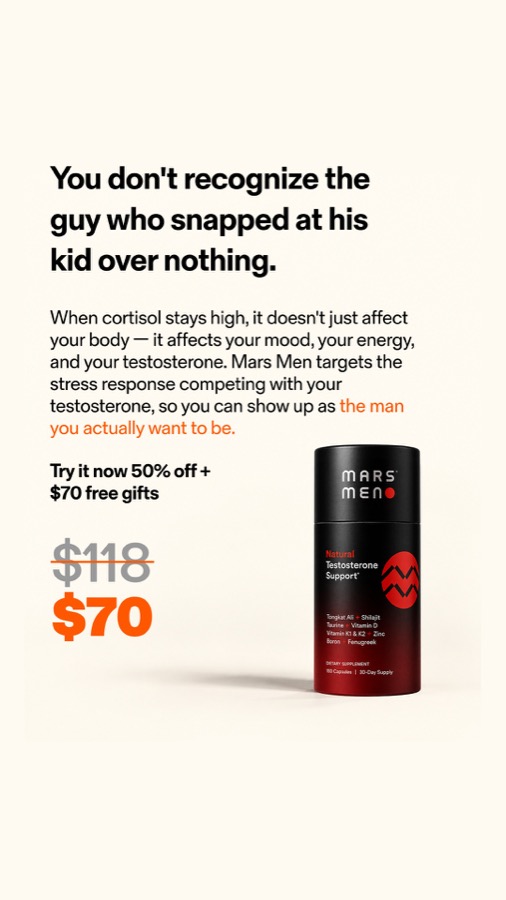 You don't recognize the
guy who snapped at his
kid over nothing.
When cortisol stays high, it doesn't just affect
your body — it affects your mood, your energy,
and your testosterone. Mars Men targets the
stress response competing with your
testosterone, so you can show up as the man
you actually want to be.
Try it now 50% off +
$70 free gifts
$118
$70
MARS
MEN
Natural
Testosterone
Support*
Tongkat Ali + Shilajit
Taurine + Vitamin D
Vitamin K1 & K2 + Zinc
Boron + Fenugreek
DIETARY SUPPLEMENT
Capsules | 30-Day Supply